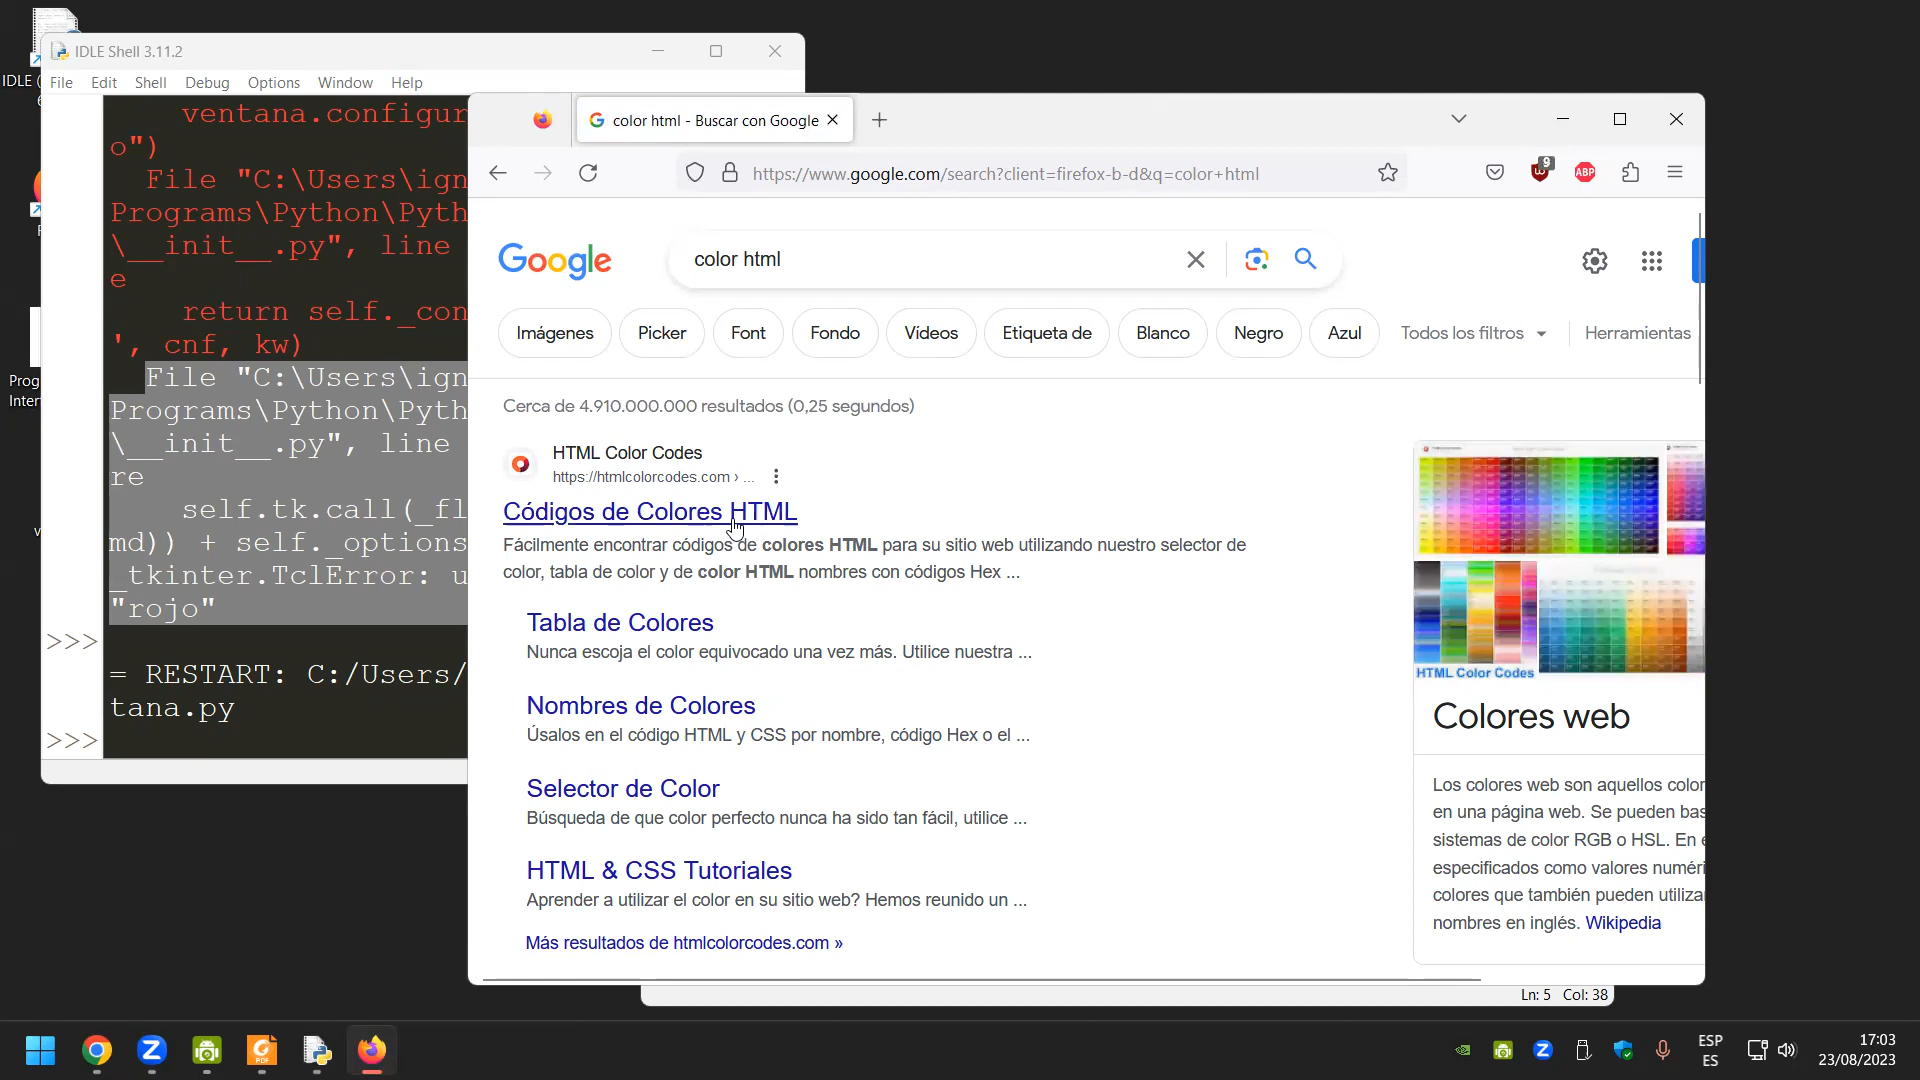 IDLE Shell 3.11.2
File Edit Shell Debug Options Window Help
IDLE (
ventana.configur
o")
File "C:\Users\ign
Programs\Python\Pyth
\__init__.py", line
e
return self._con
', cnf, kw)
File "C:\Users\ign
Programs\Python\Pyth
\__init__.py", line
re
self.tk.call(_fl
md)) + self._options
_tkinter.TclError: u
"rojo"
>>>
= RESTART: C:/Users/
tana.py
>>>
Prog
Inter
color html - Buscar con Google
https://www.google.com/search?client=firefox-b-d&q=color+html
9
ABP
Google
color html
Imágenes Picker Font Fondo Vídeos Etiqueta de Blanco Negro Azul Todos los filtros Herramientas
Cerca de 4.910.000.000 resultados (0,25 segundos)
HTML Color Codes
https://htmlcolorcodes.com › ...
Códigos de Colores HTML
Fácilmente encontrar códigos de colores HTML para su sitio web utilizando nuestro selector de
color, tabla de color y de color HTML nombres con códigos Hex ...
Tabla de Colores
Nunca escoja el color equivocado una vez más. Utilice nuestra ...
Nombres de Colores
Úsalos en el código HTML y CSS por nombre, código Hex o el ...
Selector de Color
Búsqueda de que color perfecto nunca ha sido tan fácil, utilice ...
HTML & CSS Tutoriales
Aprender a utilizar el color en su sitio web? Hemos reunido un ...
Más resultados de htmlcolorcodes.com »
HTML Color Codes
Colores web
Los colores web son aquellos color
en una página web. Se pueden bas
sistemas de color RGB o HSL. En e
especificados como valores numéri
colores que también pueden utiliza
nombres en inglés. Wikipedia
Ln: 5 Col: 38
Z
PDF
Z
ESP
ES
17:03
23/08/2023